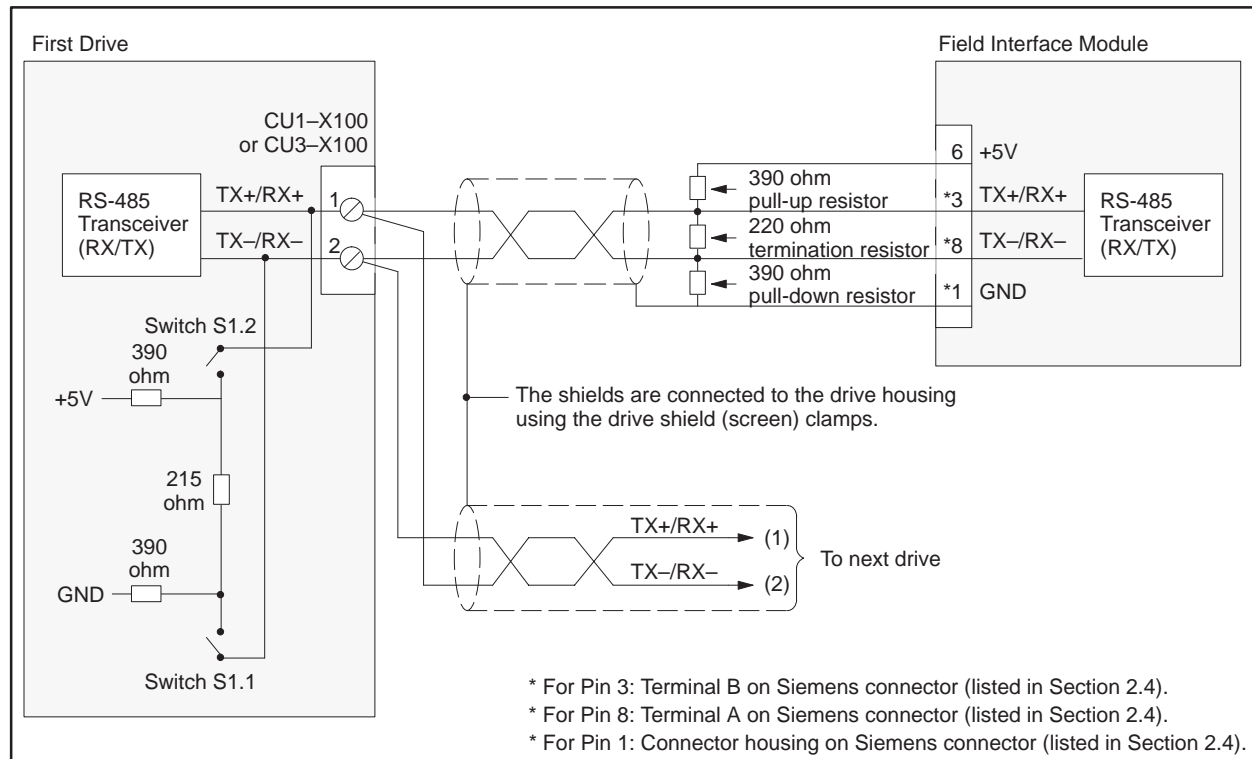 First Drive
Field Interface Module
CU1–X100
or CU3–X100
RS-485
Transceiver
(RX/TX)
TX+/RX+
TX–/RX–
1
2
Switch S1.2
390
ohm
+5V
215
ohm
390
ohm
GND
Switch S1.1
390 ohm
pull-up resistor
220 ohm
termination resistor
390 ohm
pull-down resistor
6 +5V
*3 TX+/RX+
*8 TX–/RX–
*1 GND
RS-485
Transceiver
(RX/TX)
The shields are connected to the drive housing
using the drive shield (screen) clamps.
TX+/RX+ (1)
TX–/RX– (2)
To next drive
* For Pin 3: Terminal B on Siemens connector (listed in Section 2.4).
* For Pin 8: Terminal A on Siemens connector (listed in Section 2.4).
* For Pin 1: Connector housing on Siemens connector (listed in Section 2.4).